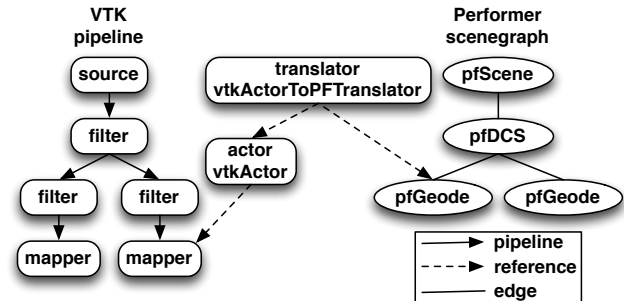 VTK
pipeline
Performer
scenegraph
source
translator
vtkActorToPFTranslator
pfScene
filter
pfDCS
actor
vtkActor
filter
filter
pfGeode
pfGeode
mapper
mapper
pipeline
reference
edge